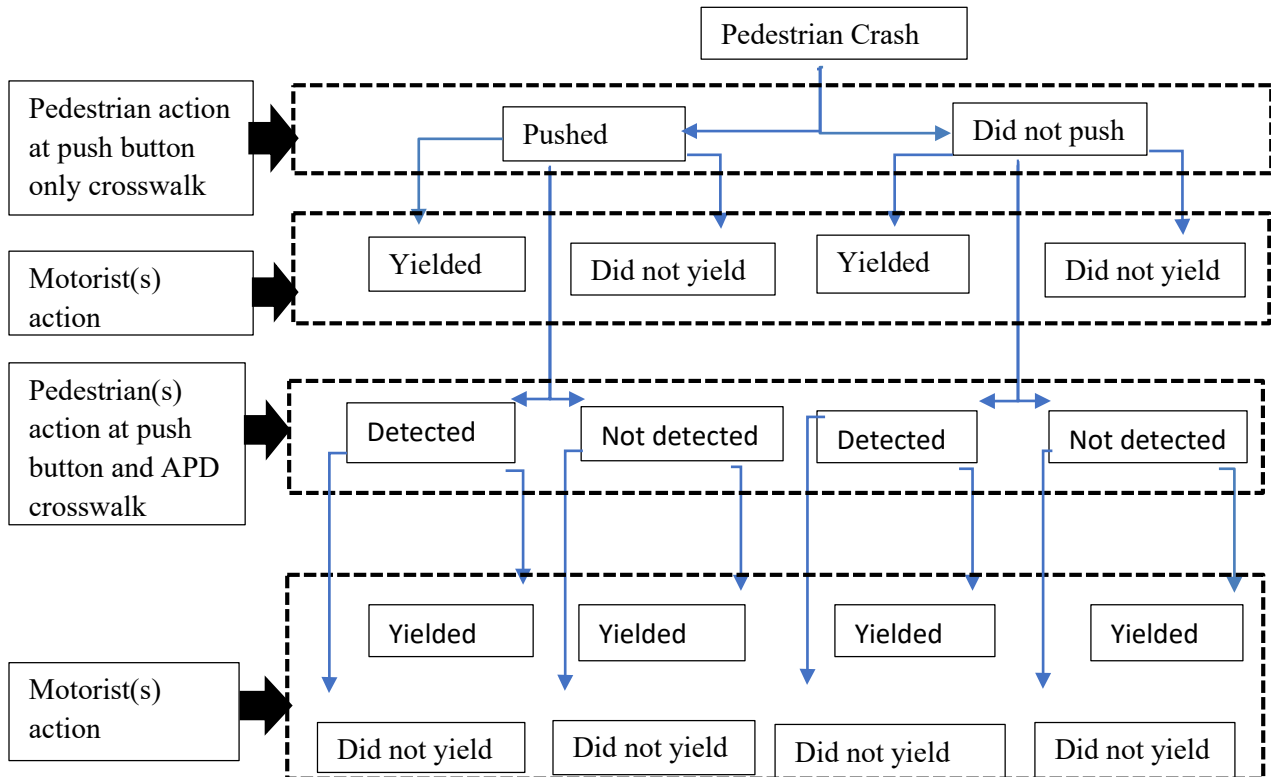 Pedestrian Crash
Pedestrian action
at push button
only crosswalk
Pushed
Did not push
Motorist(s)
action
Yielded
Did not yield
Yielded
Did not yield
Pedestrian(s)
action at push
button and APD
crosswalk
Detected
Not detected
Detected
Not detected
Motorist(s)
action
Yielded
Yielded
Yielded
Yielded
Did not yield
Did not yield
Did not yield
Did not yield